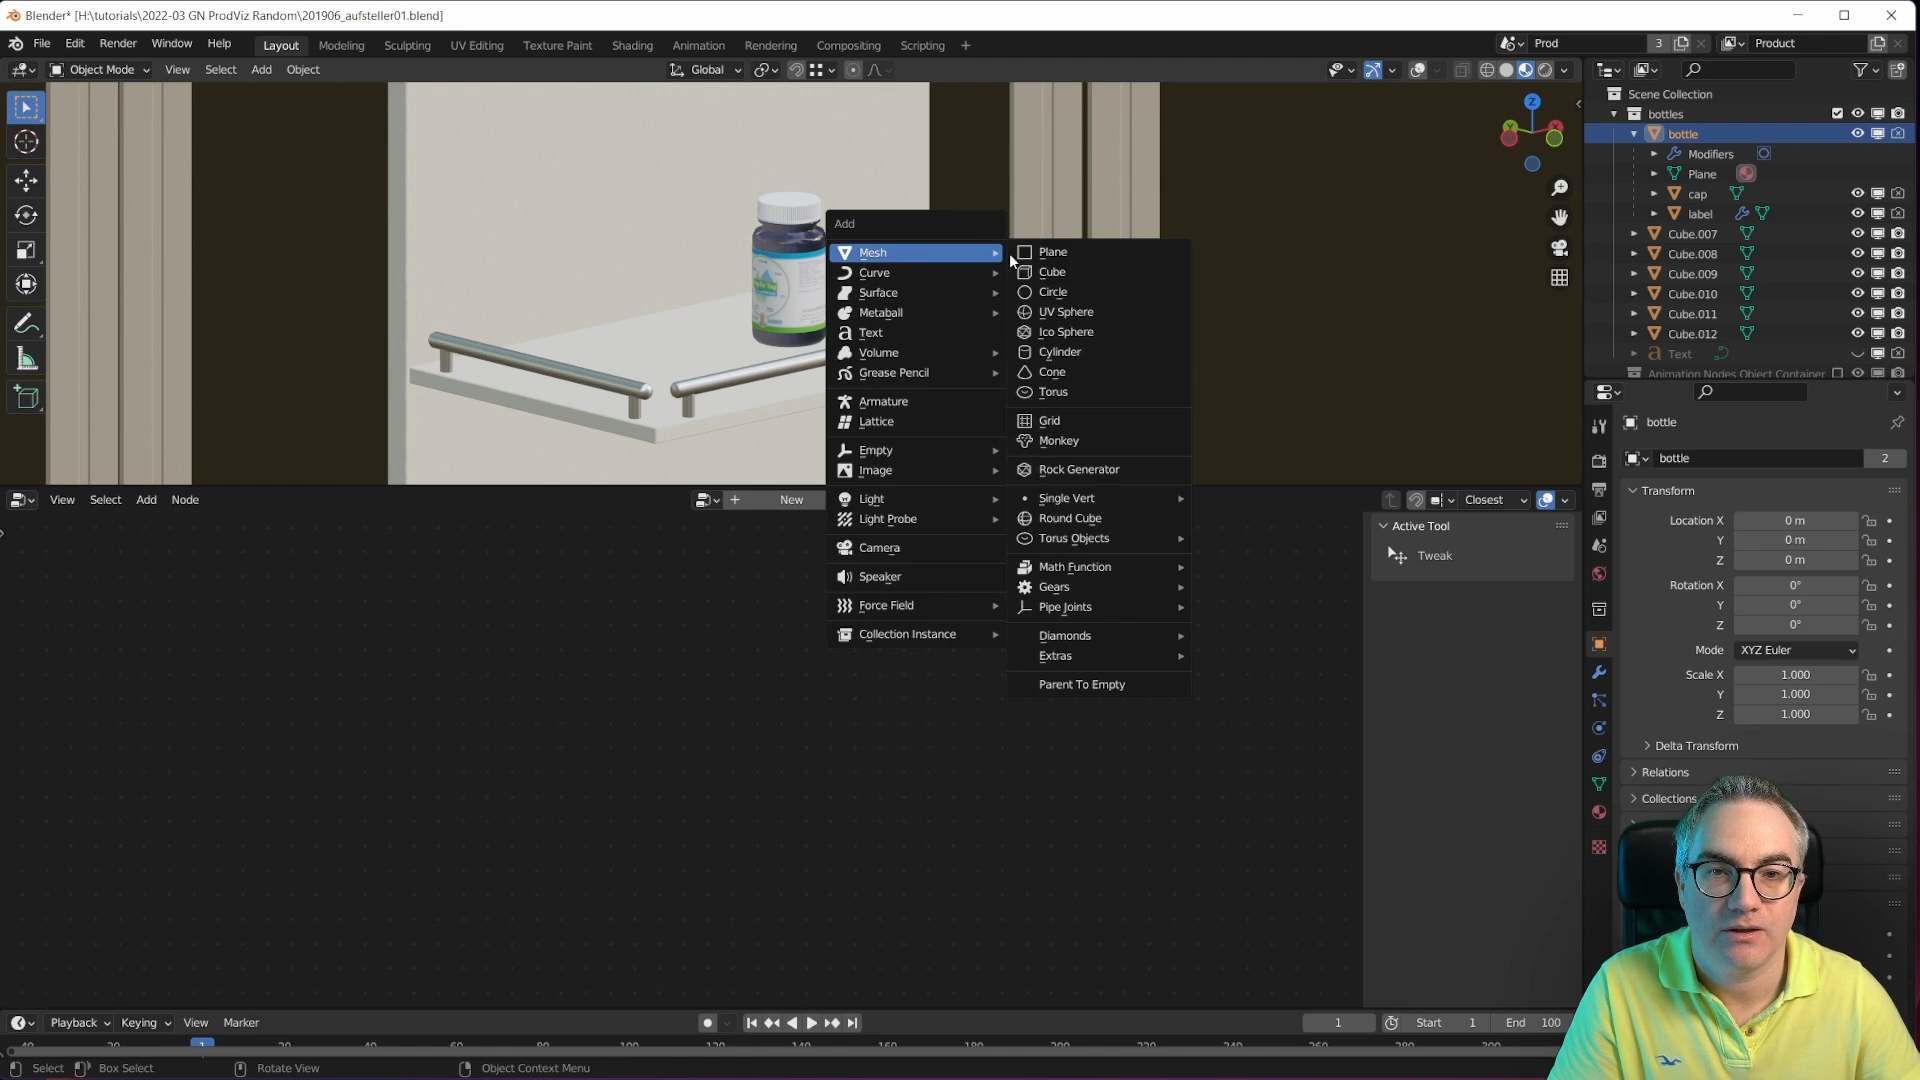 Blender* [H:\tutorials\2022-03 GN ProdViz Random\201906_aufsteller01.blend]
File Edit Render Window Help Layout Modeling Sculpting UV Editing Texture Paint Shading Animation Rendering Compositing Scripting Prod 3 Product
Object Mode View Select Add Object Global
Scene Collection
bottles
bottle
Modifiers
Plane
cap
label
Cube.007
Cube.008
Cube.009
Cube.010
Cube.011
Cube.012
Text
Animation Nodes Object Container
Add
Mesh
Curve
Surface
Metaball
Text
Volume
Grease Pencil
Armature
Lattice
Empty
Image
Light
Light Probe
Camera
Speaker
Force Field
Collection Instance
Plane
Cube
Circle
UV Sphere
Ico Sphere
Cylinder
Cone
Torus
Grid
Monkey
Rock Generator
Single Vert
Round Cube
Torus Objects
Math Function
Gears
Pipe Joints
Diamonds
Extras
Parent To Empty
View Select Add Node New Closest
Active Tool
Tweak
bottle
bottle 2
Transform
Location X 0 m
Y 0 m
Z 0 m
Rotation X 0°
Y 0°
Z 0°
Mode XYZ Euler
Scale X 1.000
Y 1.000
Z 1.000
Delta Transform
Relations
Collections
Playback Keying View Marker 1 Start 1 End 100
Select Box Select Rotate View Object Context Menu